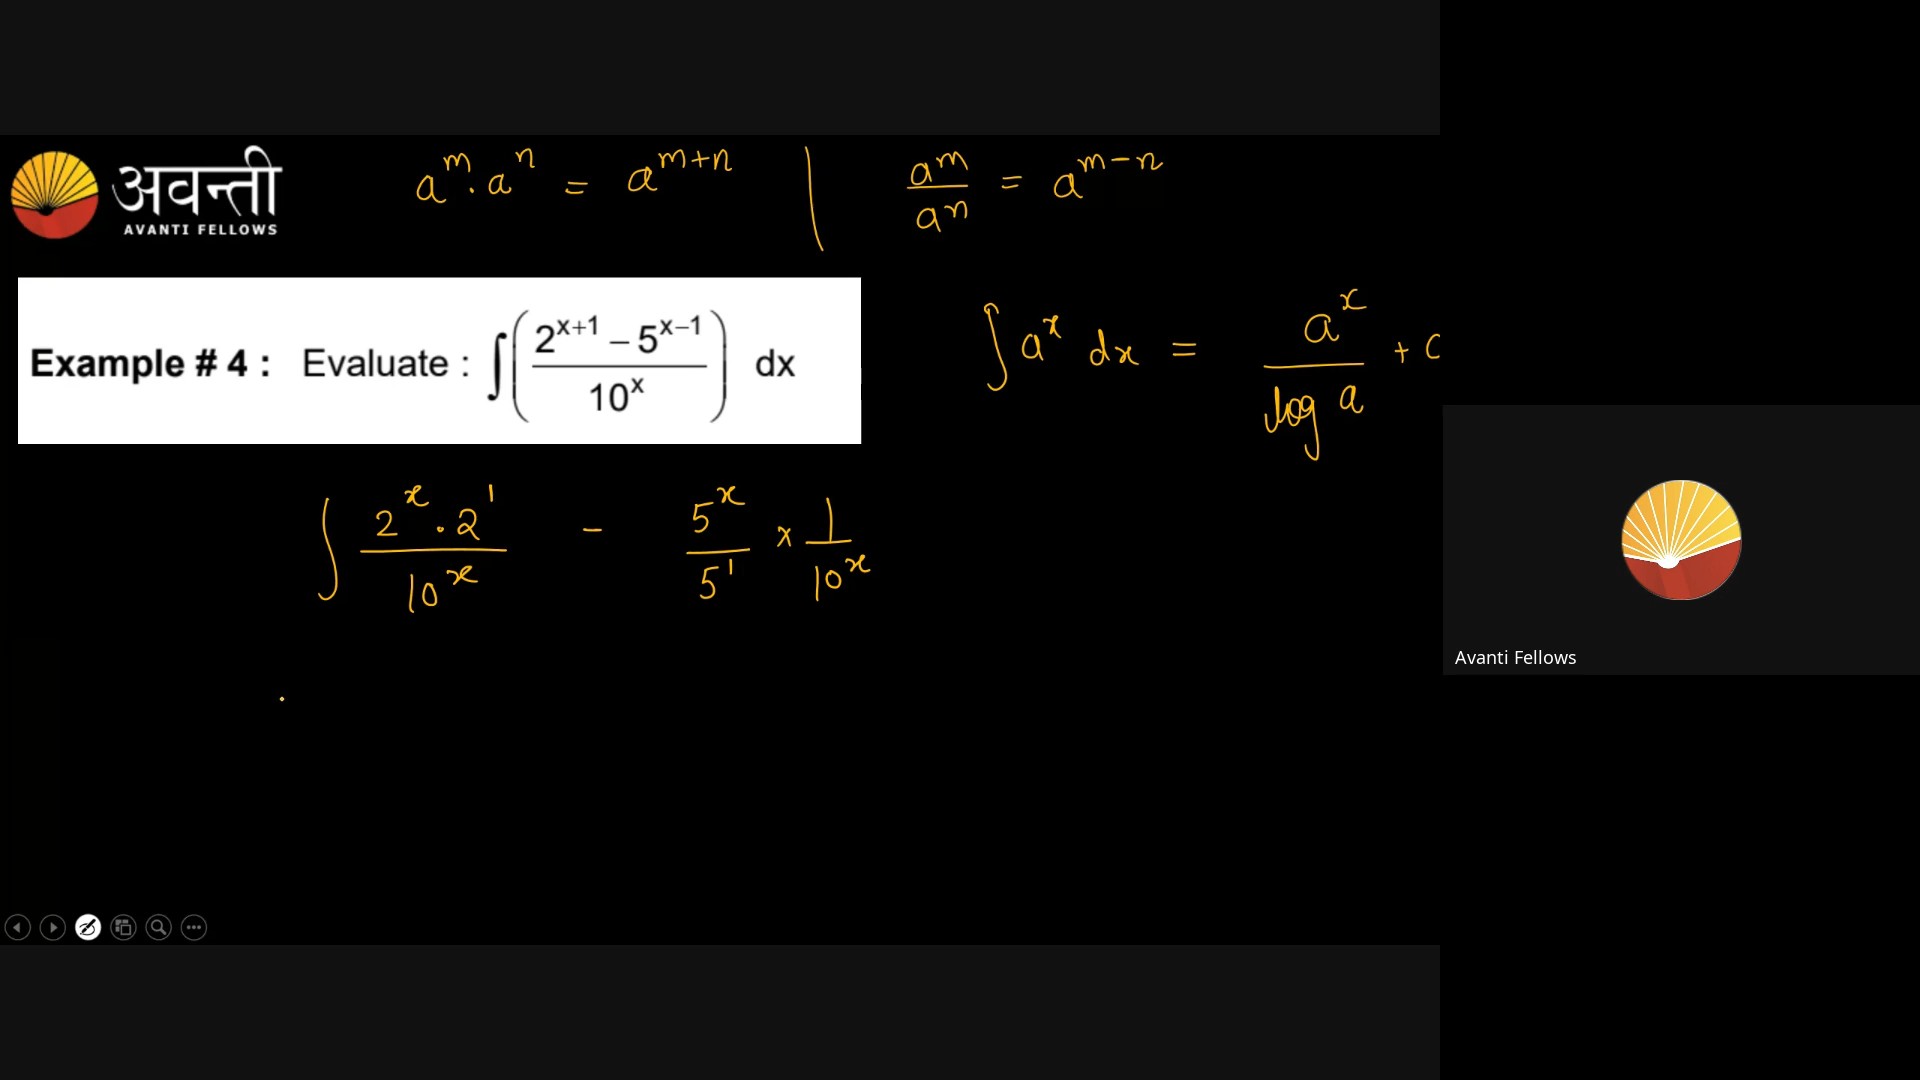 अवन्ती
AVANTI FELLOWS
a^m . a^n = a^{m+n} | a^m / a^n = a^{m-n}
Example # 4 : Evaluate : ∫ ( (2^{x+1} – 5^{x–1}) / 10^x ) dx
∫ a^x dx = a^x / log a + C
∫ (2^x . 2^1) / 10^x - 5^x / 5^1 × 1 / 10^x
Avanti Fellows